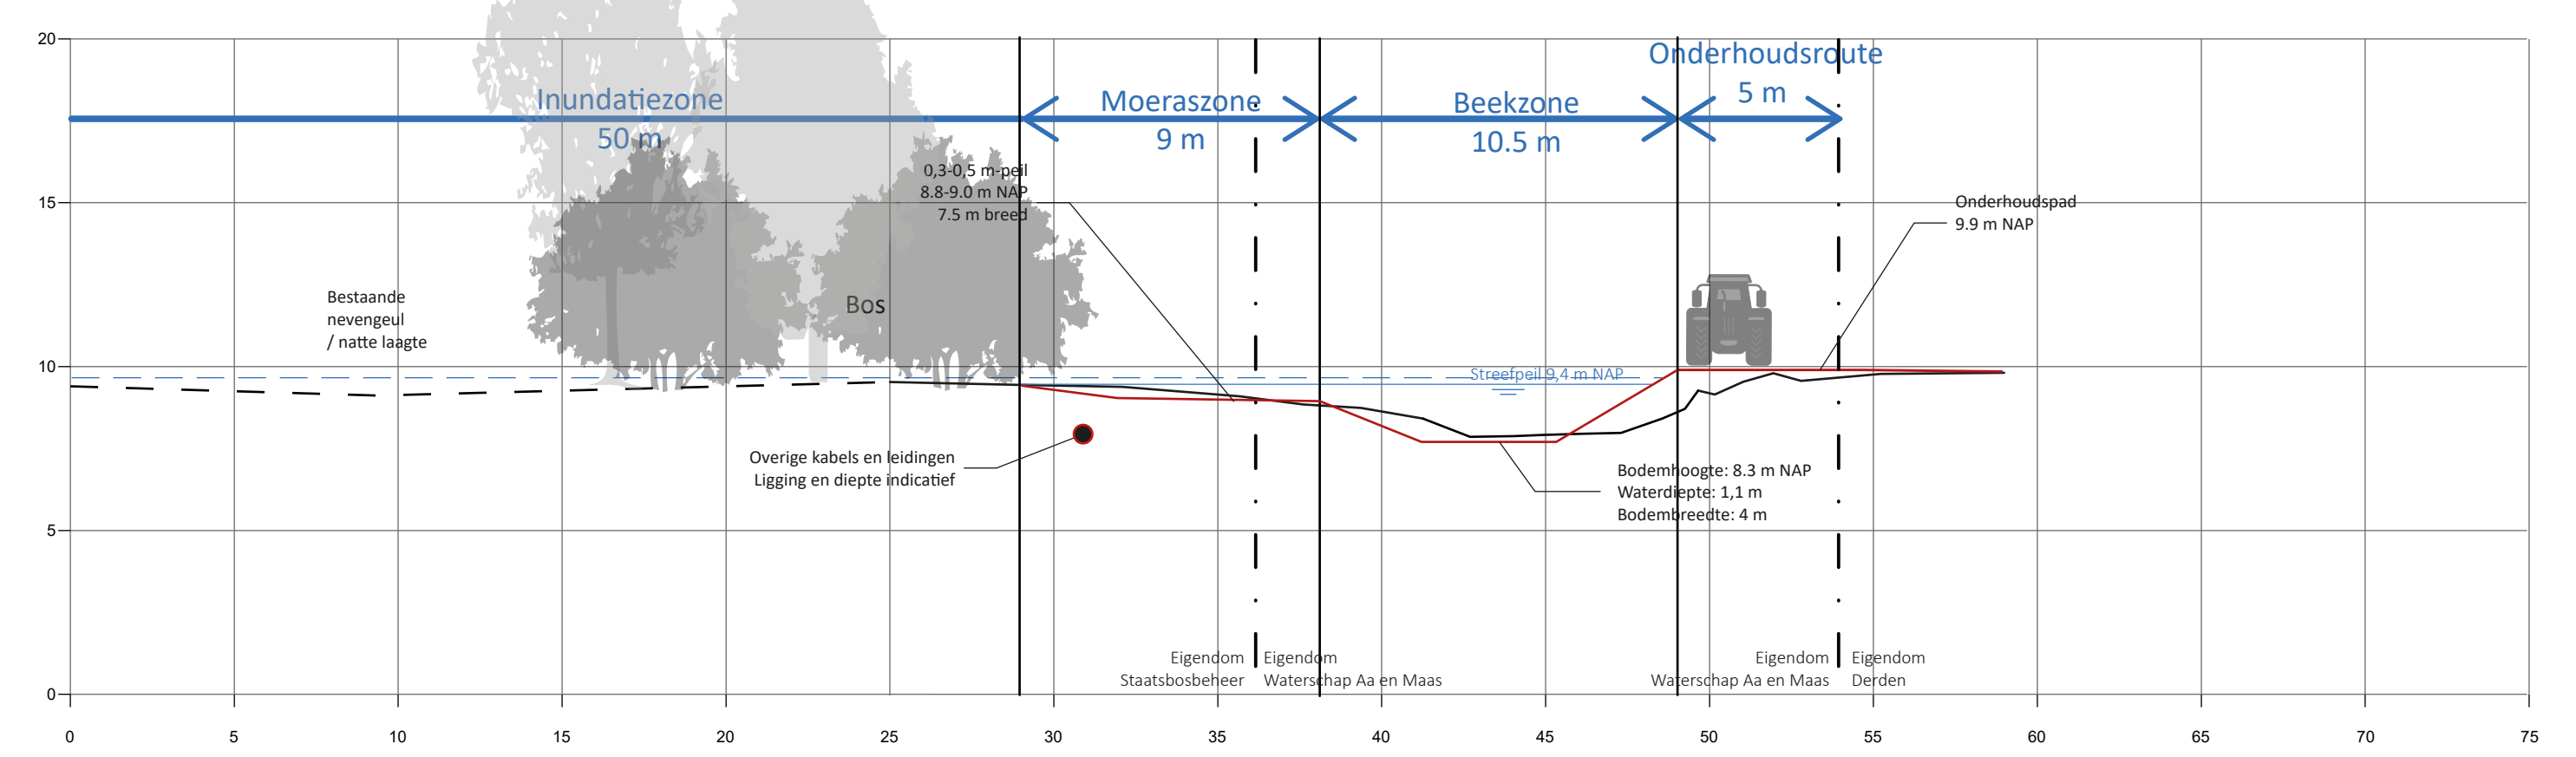 Onderhoudsroute
5 m
Inundatiezone
50 m
Moeraszone
9 m
Beekzone
10.5 m
0,3-0,5 m-peil
8.8-9.0 m NAP
7.5 m breed
Onderhoudspad
9.9 m NAP
Bestaande
nevengeul
/ natte laagte
Bos
Streefpeil 9,4 m NAP
Overige kabels en leidingen
Ligging en diepte indicatief
Bodemhoogte: 8.3 m NAP
Waterdiepte: 1,1 m
Bodembreedte: 4 m
Eigendom
Staatsbosbeheer
Eigendom
Waterschap Aa en Maas
Eigendom
Waterschap Aa en Maas
Eigendom
Derden
20
15
10
5
0
0 5 10 15 20 25 30 35 40 45 50 55 60 65 70 75